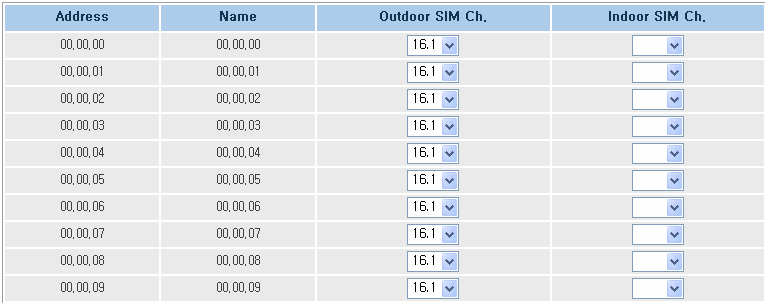 Address Name Outdoor SIM Ch. Indoor SIM Ch.
00.00.00 00.00.00 16.1
00.00.01 00.00.01 16.1
00.00.02 00.00.02 16.1
00.00.03 00.00.03 16.1
00.00.04 00.00.04 16.1
00.00.05 00.00.05 16.1
00.00.06 00.00.06 16.1
00.00.07 00.00.07 16.1
00.00.08 00.00.08 16.1
00.00.09 00.00.09 16.1